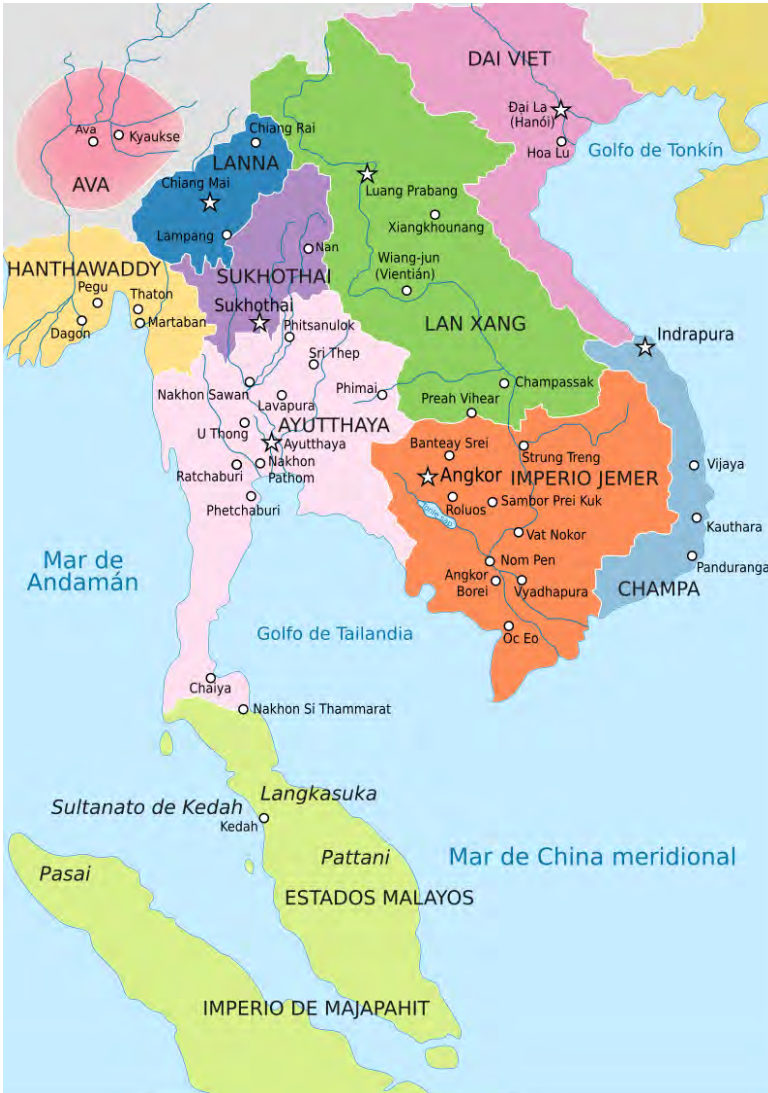 DAI VIET
Đại La
(Hanói)
Hoa Lu
Golfo de Tonkín
Ava
Kyaukse
AVA
Chiang Rai
LANNA
Chiang Mai
Lampang
Luang Prabang
Xiangkhounang
Nan
Wiang-jun
(Vientián)
HANTHAWADDY
Pegu
Thaton
Dagon
Martaban
SUKHOTHAI
Sukhothai
Phitsanulok
LAN XANG
Indrapura
Sri Thep
Nakhon Sawan
Lavapura
Phimai
Champassak
Preah Vihear
U Thong
AYUTTHAYA
Ayutthaya
Ratchaburi
Nakhon
Pathom
Phetchaburi
Banteay Srei
Strung Treng
Angkor
IMPERIO JEMER
Roluos
Sambor Prei Kuk
Tonle sap
Vat Nokor
Nom Pen
Angkor
Borei
Vyadhapura
Oc Eo
Vijaya
Kauthara
Panduranga
CHAMPA
Mar de
Andamán
Golfo de Tailandia
Chaiya
Nakhon Si Thammarat
Langkasuka
Sultanato de Kedah
Kedah
Pattani
Mar de China meridional
Pasai
ESTADOS MALAYOS
IMPERIO DE MAJAPAHIT